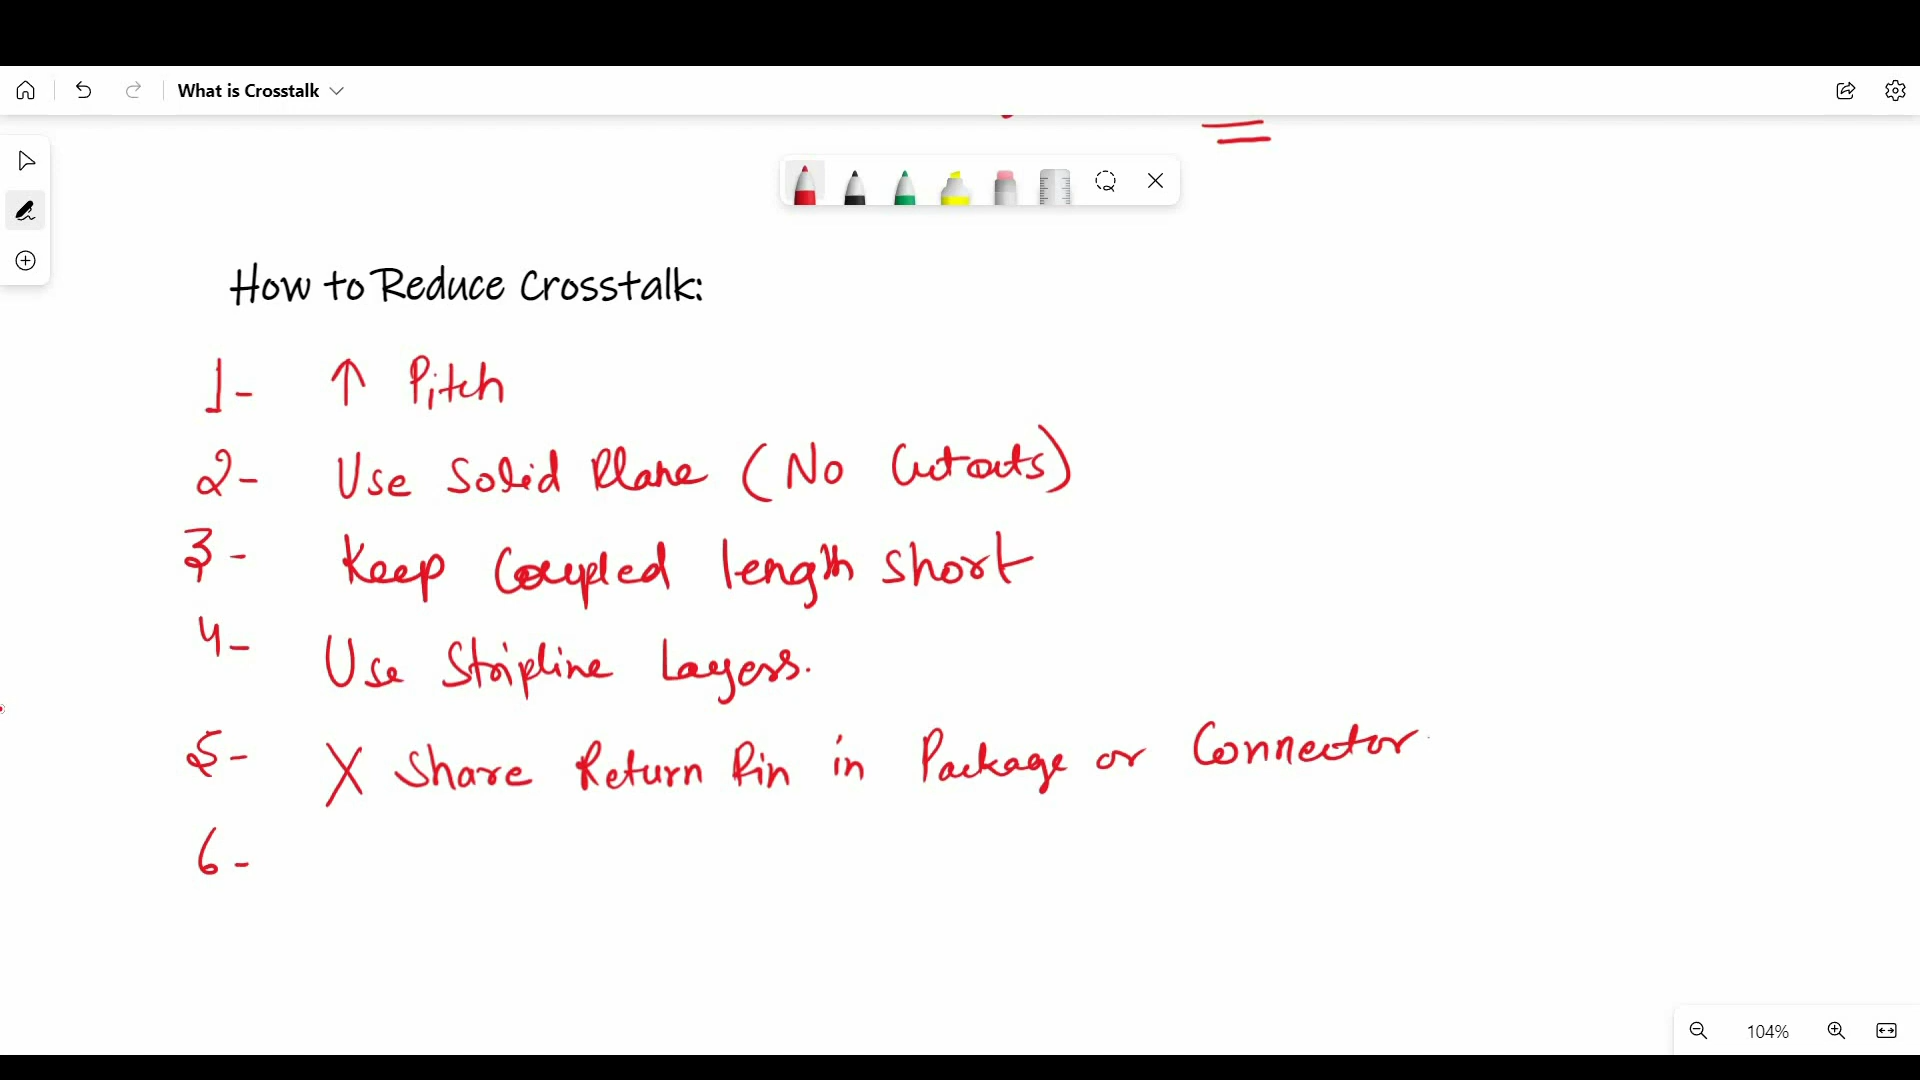 What is Crosstalk
How to Reduce Crosstalk:
1- ↑ Pitch
2- Use Solid Plane (No Cutouts)
3- Keep Coupled length short
4- Use Stripline Layers.
5- X Share Return Pin in Package or Connector
6-
104%